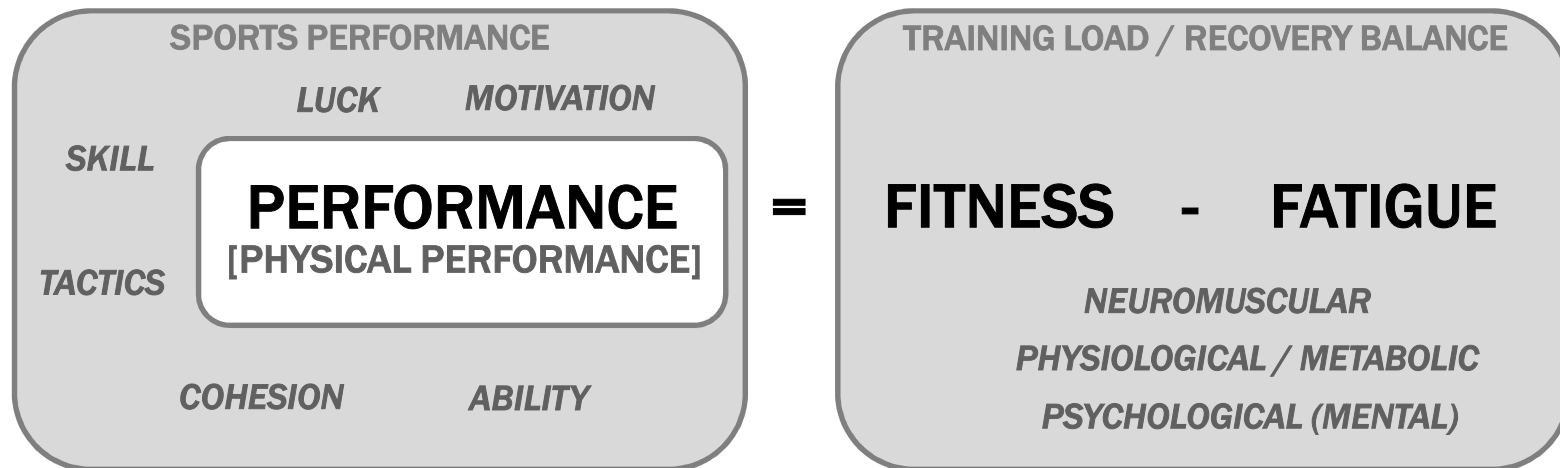 SPORTS PERFORMANCE
LUCK
MOTIVATION
SKILL
PERFORMANCE
[PHYSICAL PERFORMANCE]
TACTICS
COHESION
ABILITY
=
TRAINING LOAD / RECOVERY BALANCE
FITNESS - FATIGUE
NEUROMUSCULAR
PHYSIOLOGICAL / METABOLIC
PSYCHOLOGICAL (MENTAL)